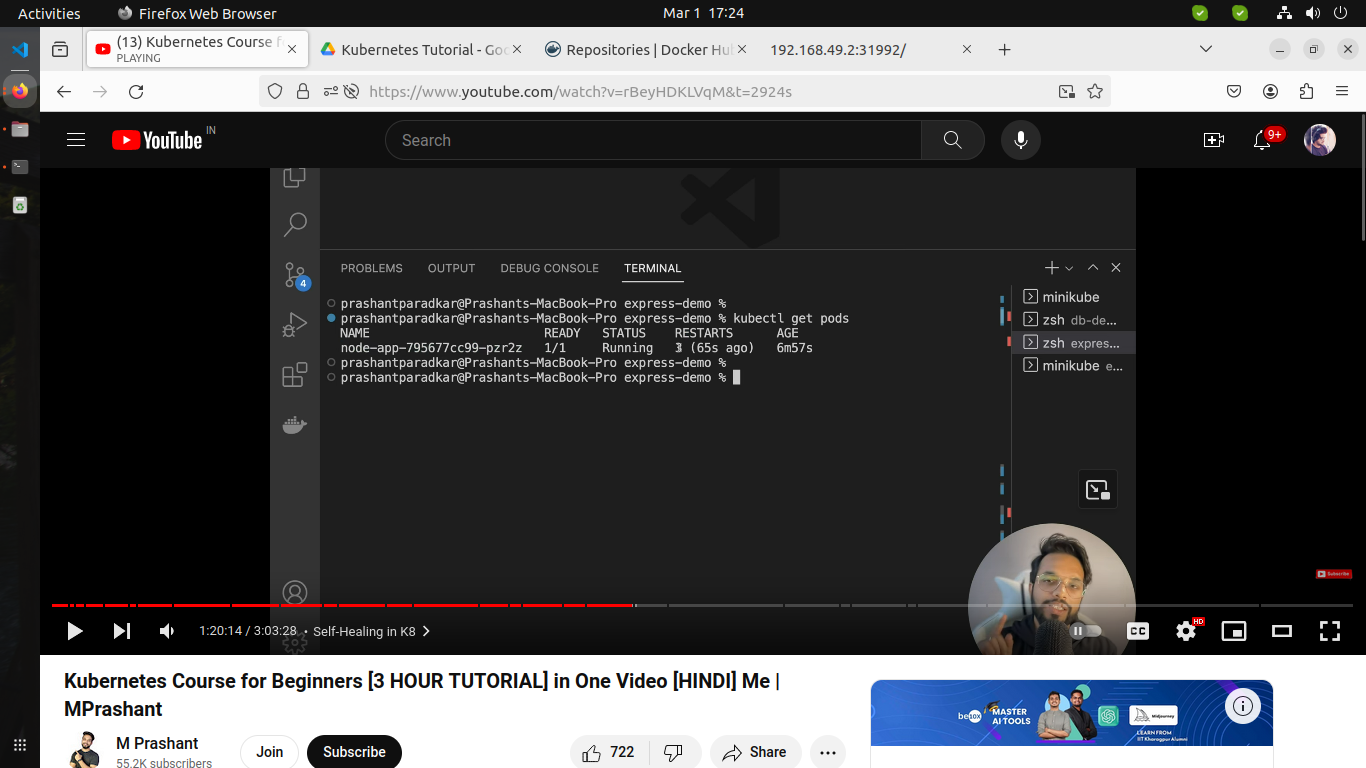 Activities
Firefox Web Browser
Mar 1 17:24
(13) Kubernetes Course f
PLAYING
Kubernetes Tutorial - Goo
Repositories | Docker Hub
192.168.49.2:31992/
https://www.youtube.com/watch?v=rBeyHDKLVqM&t=2924s
YouTube IN
Search
9+
4
PROBLEMS OUTPUT DEBUG CONSOLE TERMINAL
prashantparadkar@Prashants-MacBook-Pro express-demo %
prashantparadkar@Prashants-MacBook-Pro express-demo % kubectl get pods
NAME READY STATUS RESTARTS AGE
node-app-795677cc99-pzr2z 1/1 Running 3 (65s ago) 6m57s
prashantparadkar@Prashants-MacBook-Pro express-demo %
prashantparadkar@Prashants-MacBook-Pro express-demo %
minikube
zsh db-de...
zsh expres...
minikube e...
Subscribe
1:20:14 / 3:03:28 • Self-Healing in K8
CC
HD
Kubernetes Course for Beginners [3 HOUR TUTORIAL] in One Video [HINDI] Me |
MPrashant
M Prashant
55.2K subscribers
Join
Subscribe
722
Share
be10x
MASTER
AI TOOLS
Midjourney
LEARN FROM
IIT Kharagpur Alumni